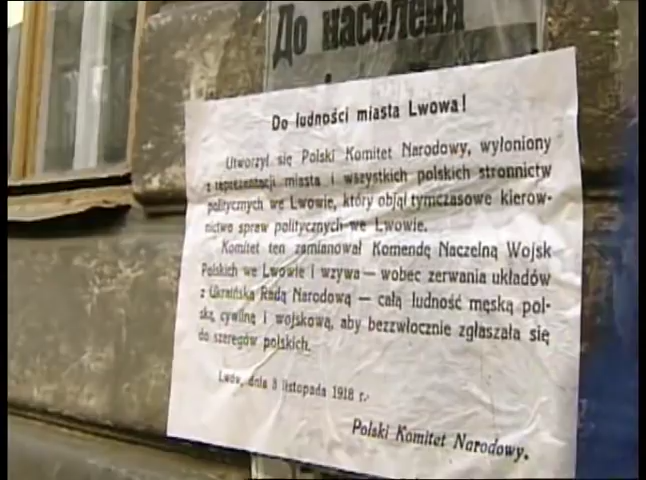 До населеня
Do ludności miasta Lwowa!
Utworzył się Polski Komitet Narodowy, wyłoniony
z reprezentacji miasta i wszystkich polskich stronnictw
politycznych we Lwowie, który objął tymczasowe kierow-
nictwo spraw politycznych we Lwowie.
Komitet ten zamianował Komendę Naczelną Wojsk
Polskich we Lwowie i wzywa — wobec zerwania układów
z Ukraińską Radą Narodową — całą ludność męską pol-
ską, cywilną i wojskową, aby bezzwłocznie zgłaszała się
do szeregów polskich.
Lwów, dnia 3 listopada 1918 r.
Polski Komitet Narodowy.